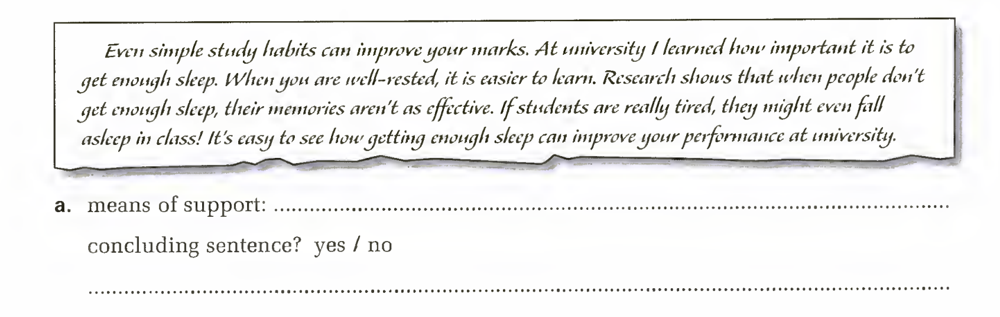 Even simple study habits can improve your marks. At university I learned how important it is to
get enough sleep. When you are well-rested, it is easier to learn. Research shows that when people don't
get enough sleep, their memories aren't as effective. If students are really tired, they might even fall
asleep in class! It's easy to see how getting enough sleep can improve your performance at university.
a. means of support: ........................................................................
concluding sentence? yes / no
........................................................................